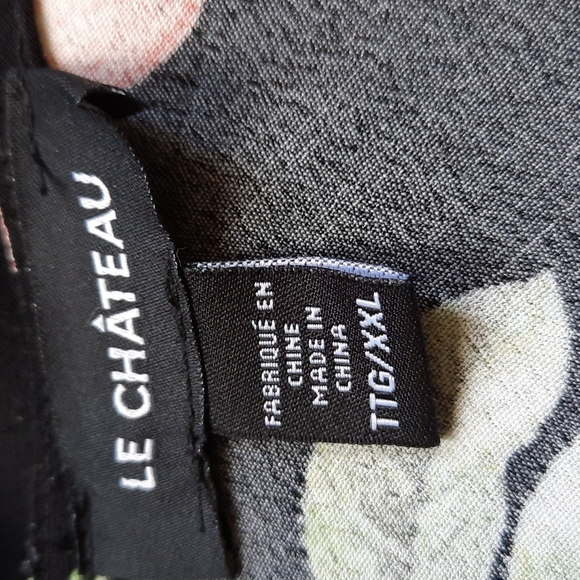 LE CHÂTEAU
FABRIQUÉ EN
CHINE
MADE IN
CHINA
TTG/XXL